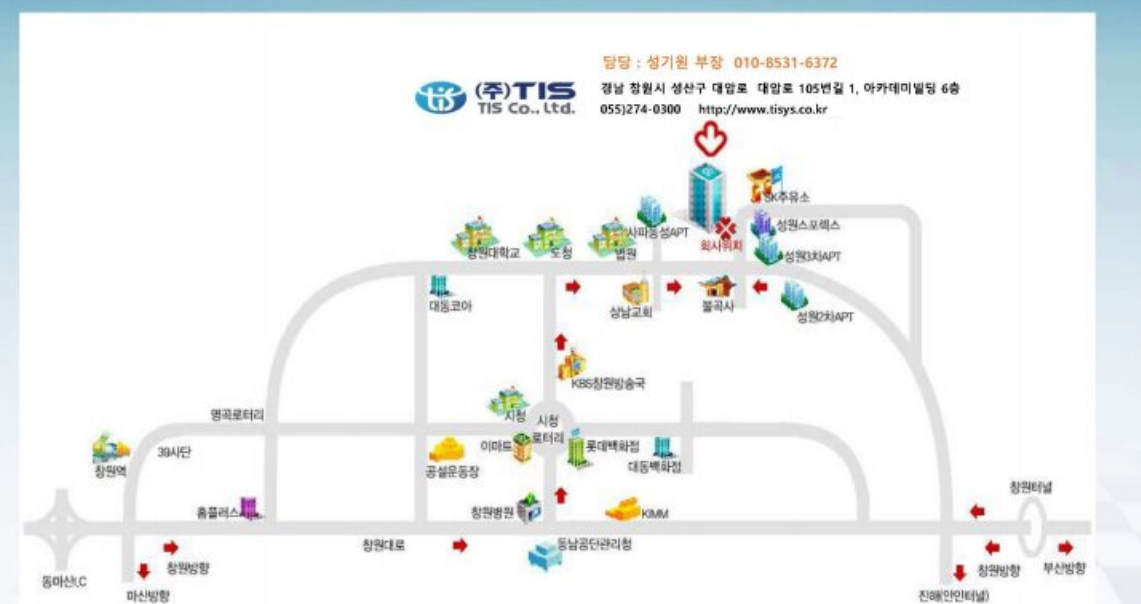 담당 : 성기원 부장 010-8531-6372
(주)TIS
TIS Co., Ltd.
경남 창원시 성산구 대암로 대암로 105번길 1, 아카데미빌딩 6층
055)274-0300 http://www.tisys.co.kr
SK주유소
사파동성APT
성원스포렉스
회사위치
창원대학교
도청
법원
성원3차APT
대동코아
상남교회
불곡사
성원2차APT
KBS창원방송국
명곡로터리
시청
시청
로터리
이마트
롯데백화점
39사단
창원역
공설운동장
대동백화점
창원터널
홈플러스
창원병원
KIMM
창원대로
동남공단관리청
동마산I.C
창원방향
마산방향
창원방향
부산방향
진해(안민터널)